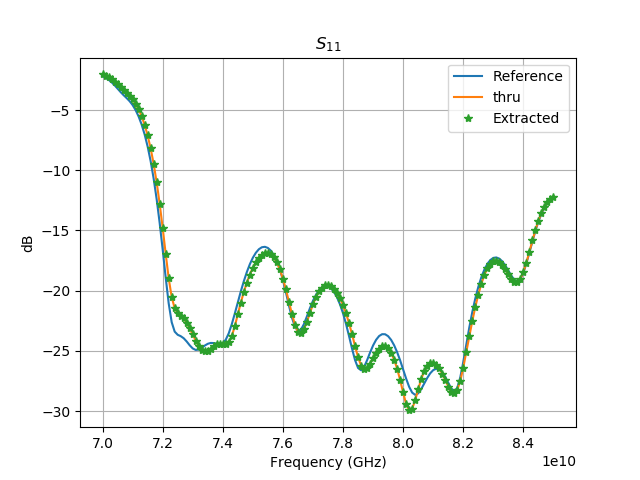 S11
Reference
thru
Extracted
dB
−5
−10
−15
−20
−25
−30
7.0 7.2 7.4 7.6 7.8 8.0 8.2 8.4
1e10
Frequency (GHz)